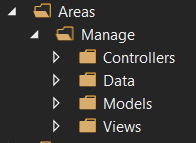 Areas
Manage
Controllers
Data
Models
Views